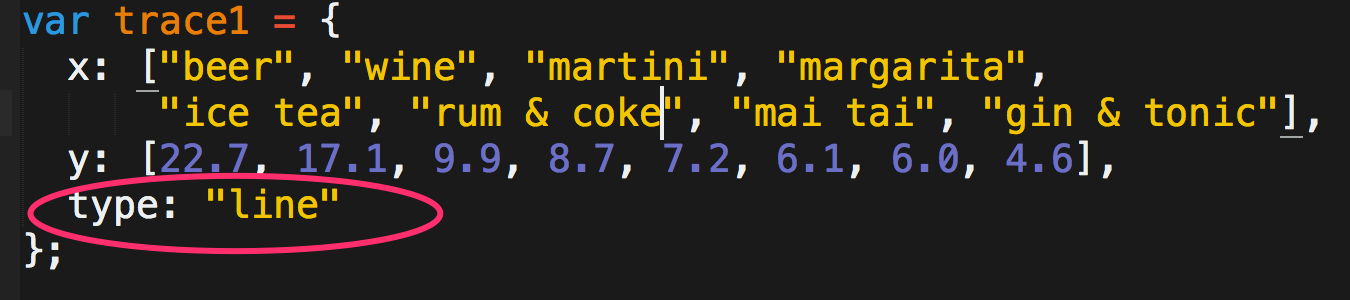 var trace1 = {
x: ["beer", "wine", "martini", "margarita",
"ice tea", "rum & coke", "mai tai", "gin & tonic"],
y: [22.7, 17.1, 9.9, 8.7, 7.2, 6.1, 6.0, 4.6],
type: "line"
};